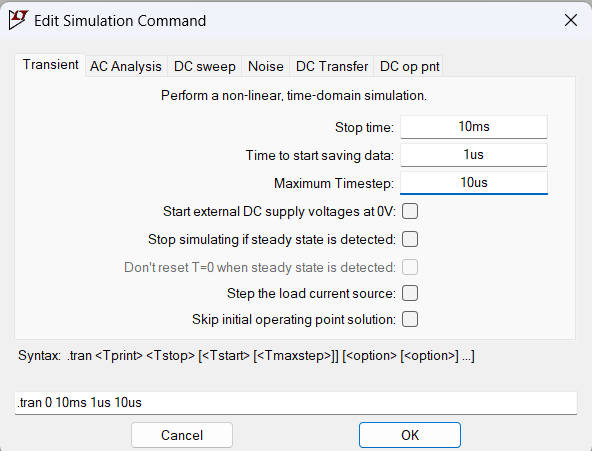 Edit Simulation Command
Transient AC Analysis DC sweep Noise DC Transfer DC op pnt
Perform a non-linear, time-domain simulation.
Stop time: 10ms
Time to start saving data: 1us
Maximum Timestep: 10us
Start external DC supply voltages at 0V:
Stop simulating if steady state is detected:
Don't reset T=0 when steady state is detected:
Step the load current source:
Skip initial operating point solution:
Syntax: .tran <Tprint> <Tstop> [<Tstart> [<Tmaxstep>]] [<option> [<option>] ...]
.tran 0 10ms 1us 10us
Cancel OK